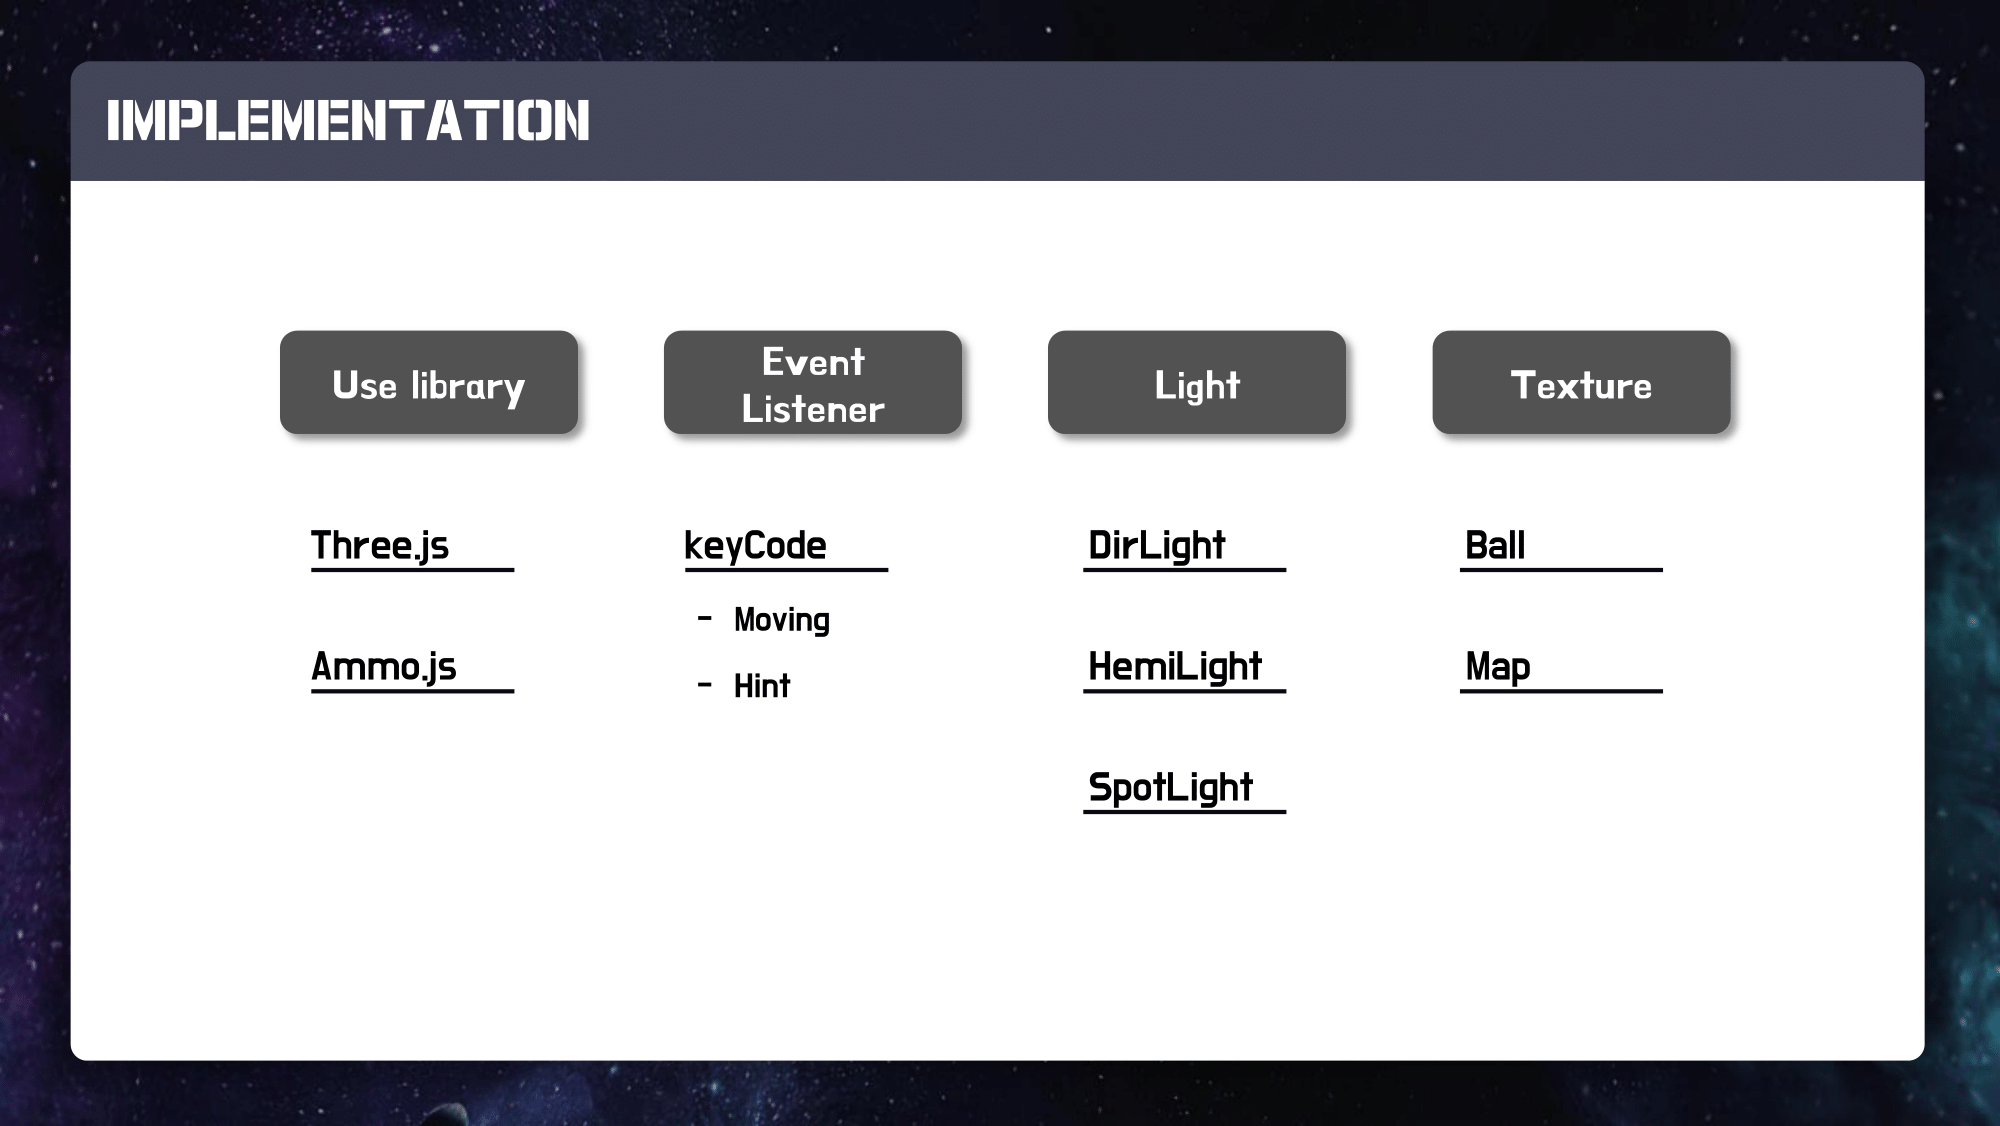 IMPLEMENTATION
Use library
Three.js
Ammo.js
Event
Listener
keyCode
- Moving
- Hint
Light
DirLight
HemiLight
SpotLight
Texture
Ball
Map